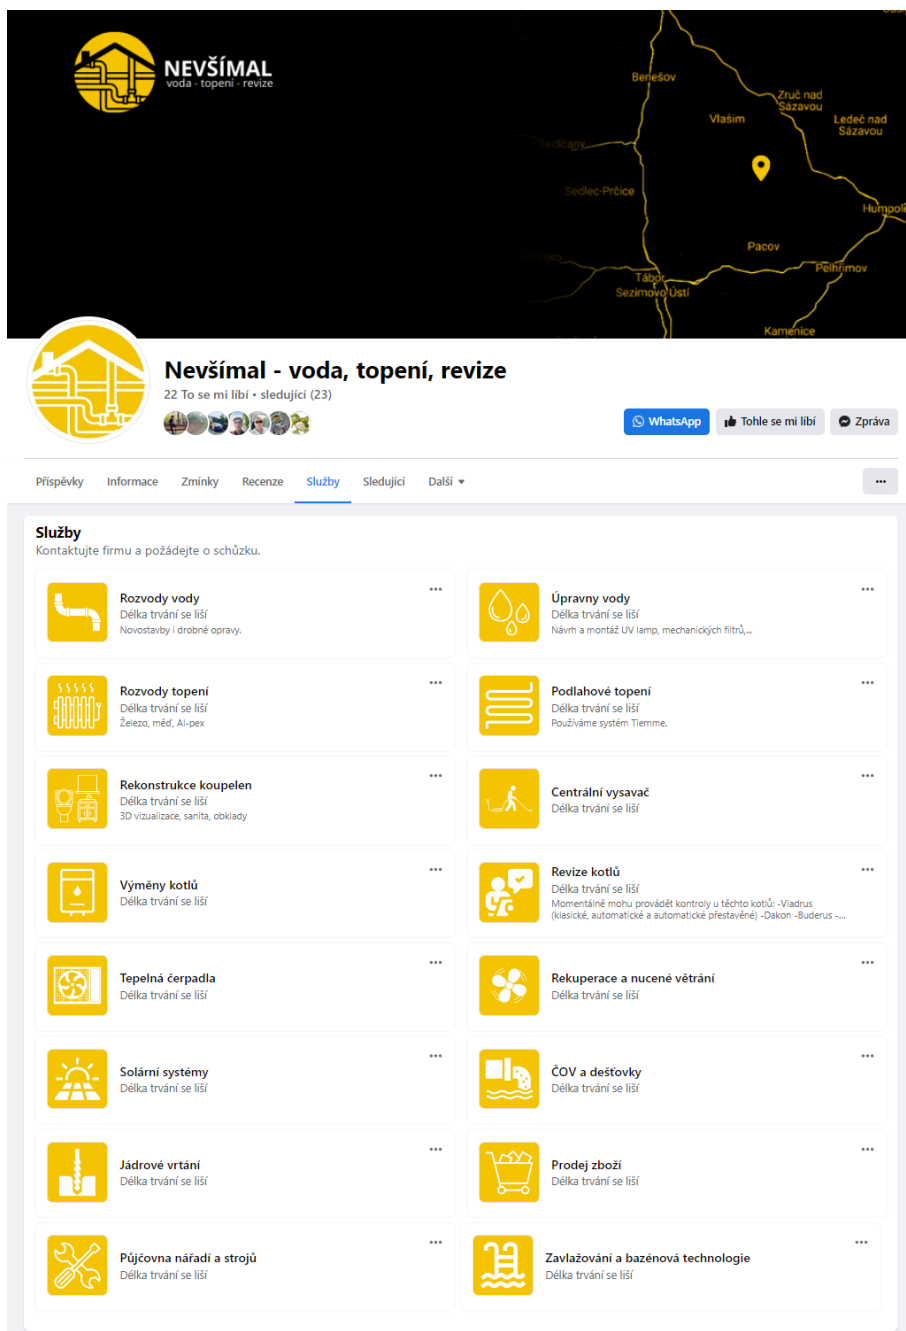 NEVŠÍMAL
voda - topení - revize
Benešov
Zruč nad
Sázavou
Vlašim
Ledeč nad
Sázavou
Sedlčany
Sedlec-Prčice
Humpole
Pacov
Pelhřimov
Tábor
Sezimovo Ústí
Kamenice
Nevšímal - voda, topení, revize
22 To se mi líbí • sledující (23)
WhatsApp
Tohle se mi líbí
Zpráva
Příspěvky Informace Zmínky Recenze Služby Sledující Další
Služby
Kontaktujte firmu a požádejte o schůzku.
Rozvody vody
Délka trvání se liší
Novostavby i drobné opravy.
Úpravny vody
Délka trvání se liší
Návrh a montáž UV lamp, mechanických filtrů,...
Rozvody topení
Délka trvání se liší
Železo, měď, Al-pex
Podlahové topení
Délka trvání se liší
Používáme systém Tiemme.
Rekonstrukce koupelen
Délka trvání se liší
3D vizualizace, sanita, obklady
Centrální vysavač
Délka trvání se liší
Výměny kotlů
Délka trvání se liší
Revize kotlů
Délka trvání se liší
Momentálně mohu provádět kontroly u těchto kotlů: -Viadrus
(klasické, automatické a automatické přestavěné) -Dakon -Buderus -...
Tepelná čerpadla
Délka trvání se liší
Rekuperace a nucené větrání
Délka trvání se liší
Solární systémy
Délka trvání se liší
ČOV a dešťovky
Délka trvání se liší
Jádrové vrtání
Délka trvání se liší
Prodej zboží
Délka trvání se liší
Půjčovna nářadí a strojů
Délka trvání se liší
Zavlažování a bazénová technologie
Délka trvání se liší